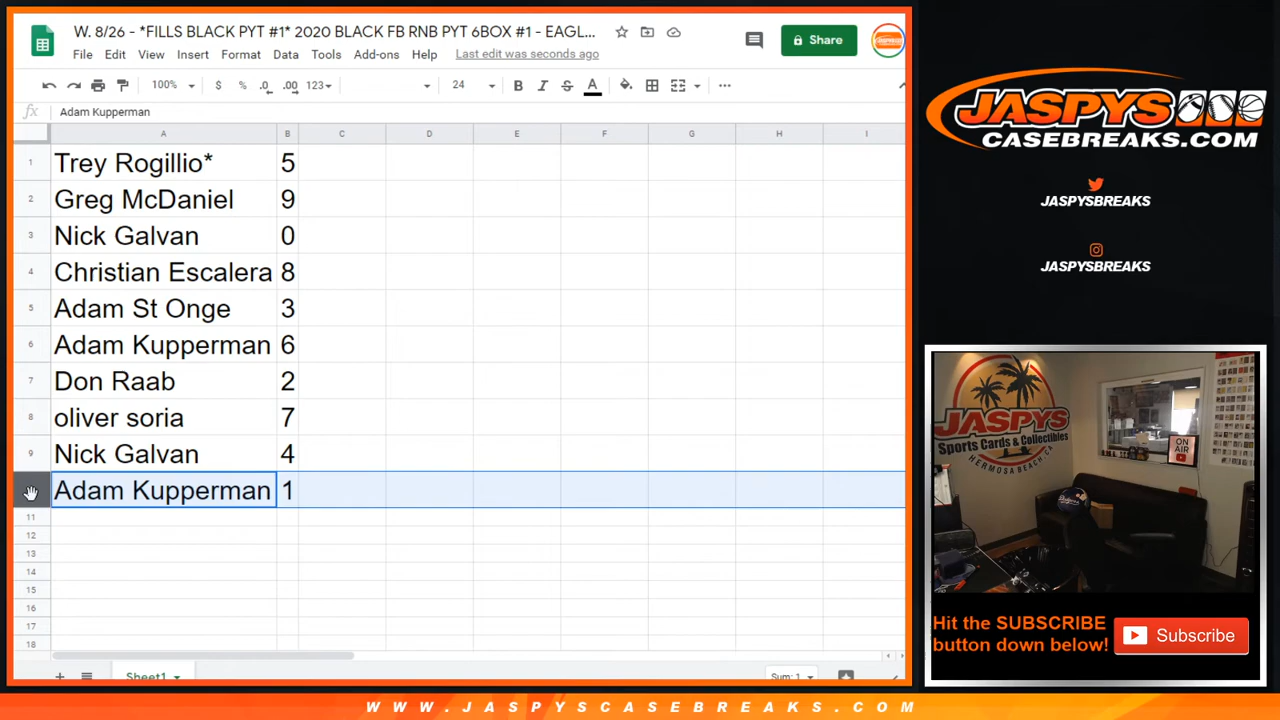 W. 8/26 - *FILLS BLACK PYT #1* 2020 BLACK FB RNB PYT 6BOX #1 - EAGL...
Share
File Edit View Insert Format Data Tools Add-ons Help Last edit was seconds ago
100% $ % .0 .00 123 24 B I S A
fx Adam Kupperman
A B C D E F G H I
1 Trey Rogillio* 5
2 Greg McDaniel 9
3 Nick Galvan 0
4 Christian Escalera 8
5 Adam St Onge 3
6 Adam Kupperman 6
7 Don Raab 2
8 oliver soria 7
9 Nick Galvan 4
Adam Kupperman 1
11
12
13
14
15
16
17
18
Sheet1
Sum: 1
JASPYS
CASEBREAKS.COM
JASPYSBREAKS
JASPYSBREAKS
JASPYS
Sports Cards & Collectibles
HERMOSA BEACH, CA
ON
AIR
Dodgers
Hit the SUBSCRIBE
button down below!
Subscribe
WWW.JASPYSCASEBREAKS.COM